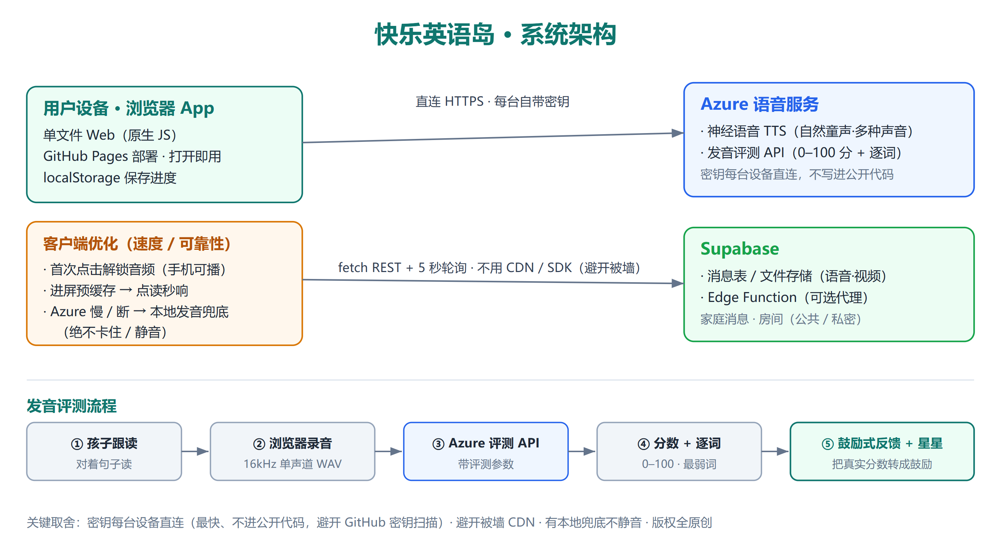 快乐英语岛 · 系统架构
用户设备 · 浏览器 App
单文件 Web（原生 JS）
GitHub Pages 部署 · 打开即用
localStorage 保存进度
直连 HTTPS · 每台自带密钥
Azure 语音服务
· 神经语音 TTS（自然童声·多种声音）
· 发音评测 API（0–100 分 + 逐词）
密钥每台设备直连，不写进公开代码
客户端优化（速度 / 可靠性）
· 首次点击解锁音频（手机可播）
· 进屏预缓存 → 点读秒响
· Azure 慢 / 断 → 本地发音兜底
（绝不卡住 / 静音）
fetch REST + 5 秒轮询 · 不用 CDN / SDK（避开被墙）
Supabase
· 消息表 / 文件存储（语音·视频）
· Edge Function（可选代理）
家庭消息 · 房间（公共 / 私密）
发音评测流程
① 孩子跟读
对着句子读
② 浏览器录音
16kHz 单声道 WAV
③ Azure 评测 API
带评测参数
④ 分数 + 逐词
0–100 · 最弱词
⑤ 鼓励式反馈 + 星星
把真实分数转成鼓励
关键取舍：密钥每台设备直连（最快、不进公开代码，避开 GitHub 密钥扫描）· 避开被墙 CDN · 有本地兜底不静音 · 版权全原创